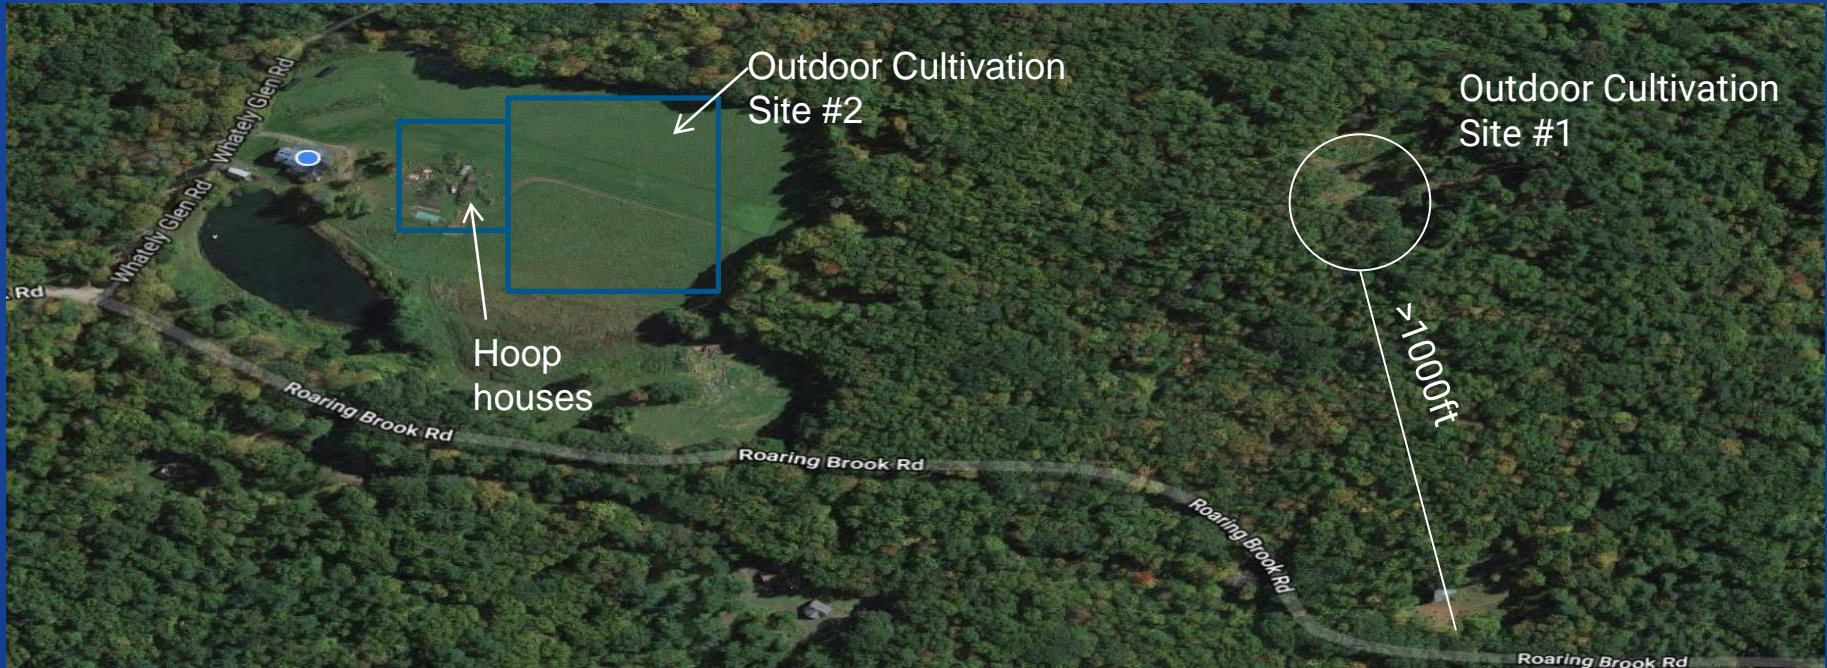 Outdoor Cultivation
Site #2
Outdoor Cultivation
Site #1
Whately Glen Rd
Whately Glen Rd
Rd
Hoop
houses
>1000ft
Roaring Brook Rd
Roaring Brook Rd
Roaring Brook Rd
Roaring Brook Rd